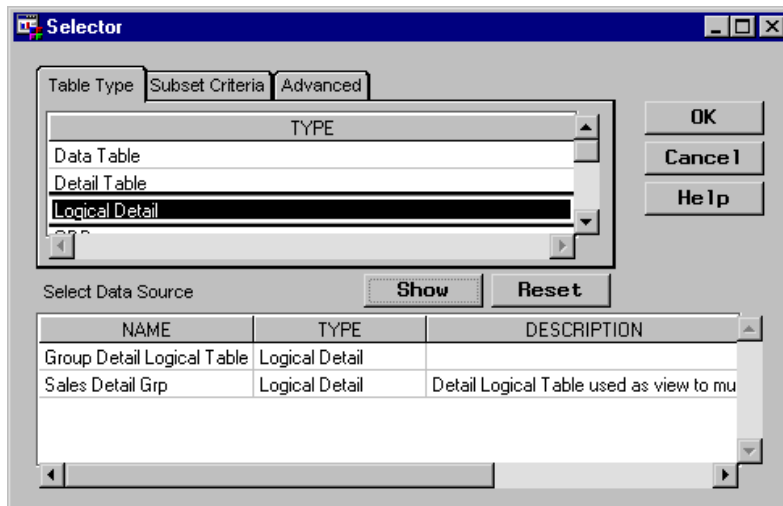 Selector
Table Type Subset Criteria Advanced
TYPE
Data Table
Detail Table
Logical Detail
OK
Cancel
Help
Select Data Source
Show Reset
NAME TYPE DESCRIPTION
Group Detail Logical Table Logical Detail
Sales Detail Grp Logical Detail Detail Logical Table used as view to mu